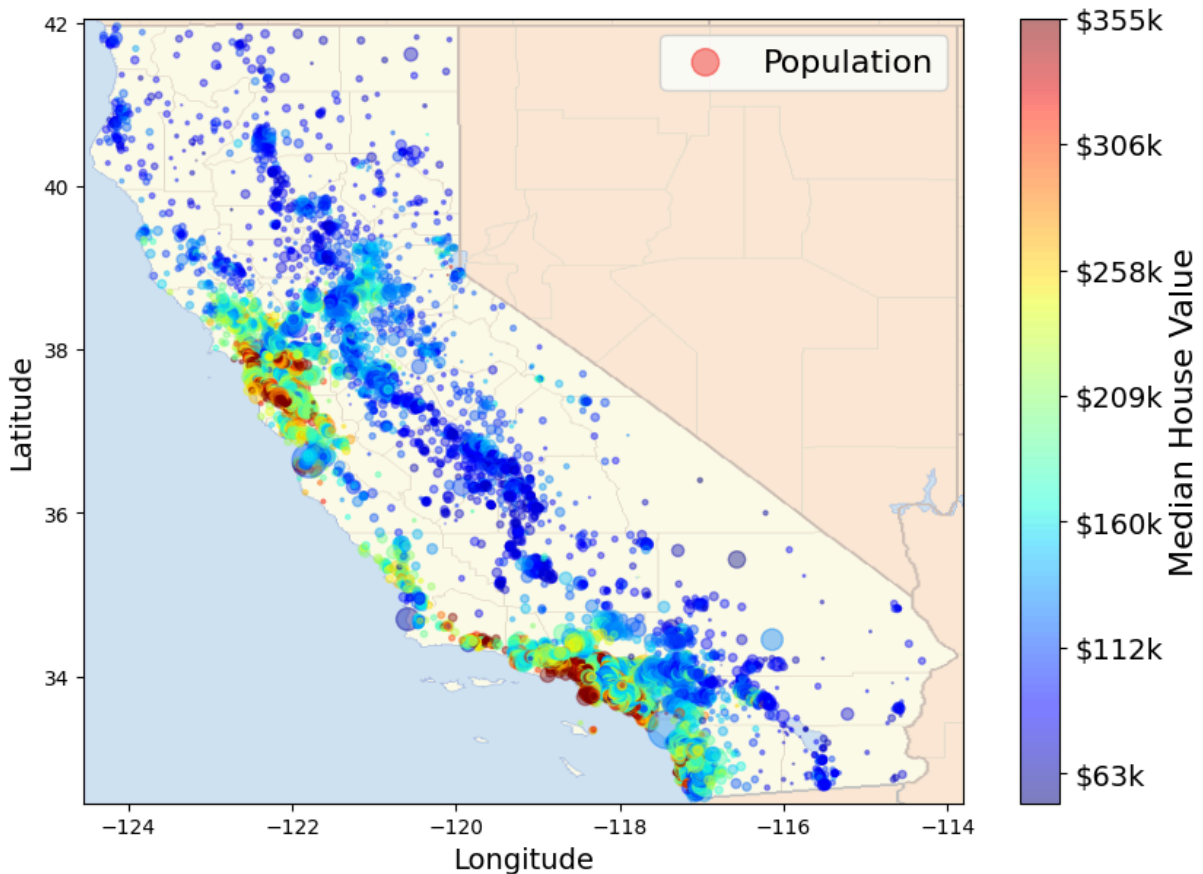 42
40
38
36
34
Latitude
−124
−122
−120
−118
−116
−114
Longitude
Population
$355k
$306k
$258k
$209k
$160k
$112k
$63k
Median House Value